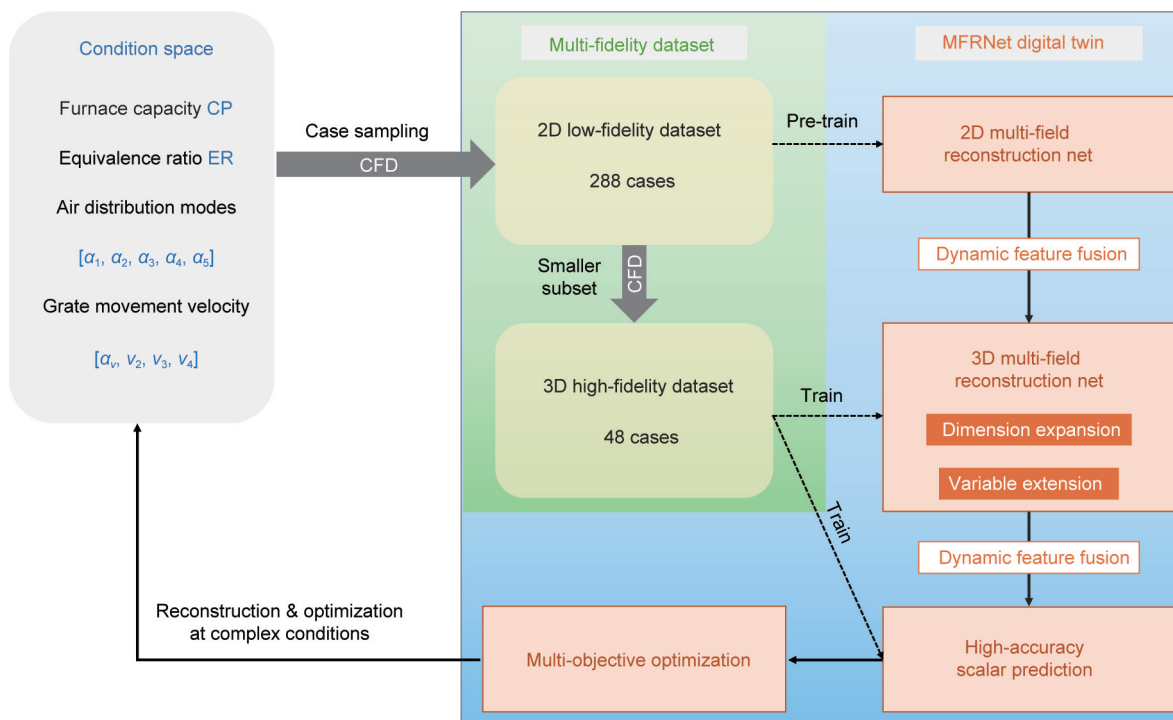 Condition space
Furnace capacity CP
Equivalence ratio ER
Air distribution modes
[α₁, α₂, α₃, α₄, α₅]
Grate movement velocity
[αᵥ, v₂, v₃, v₄]
Case sampling
CFD
Multi-fidelity dataset
2D low-fidelity dataset
288 cases
Smaller
subset
CFD
3D high-fidelity dataset
48 cases
Pre-train
Train
Train
MFRNet digital twin
2D multi-field
reconstruction net
Dynamic feature fusion
3D multi-field
reconstruction net
Dimension expansion
Variable extension
Dynamic feature fusion
High-accuracy
scalar prediction
Multi-objective optimization
Reconstruction & optimization
at complex conditions